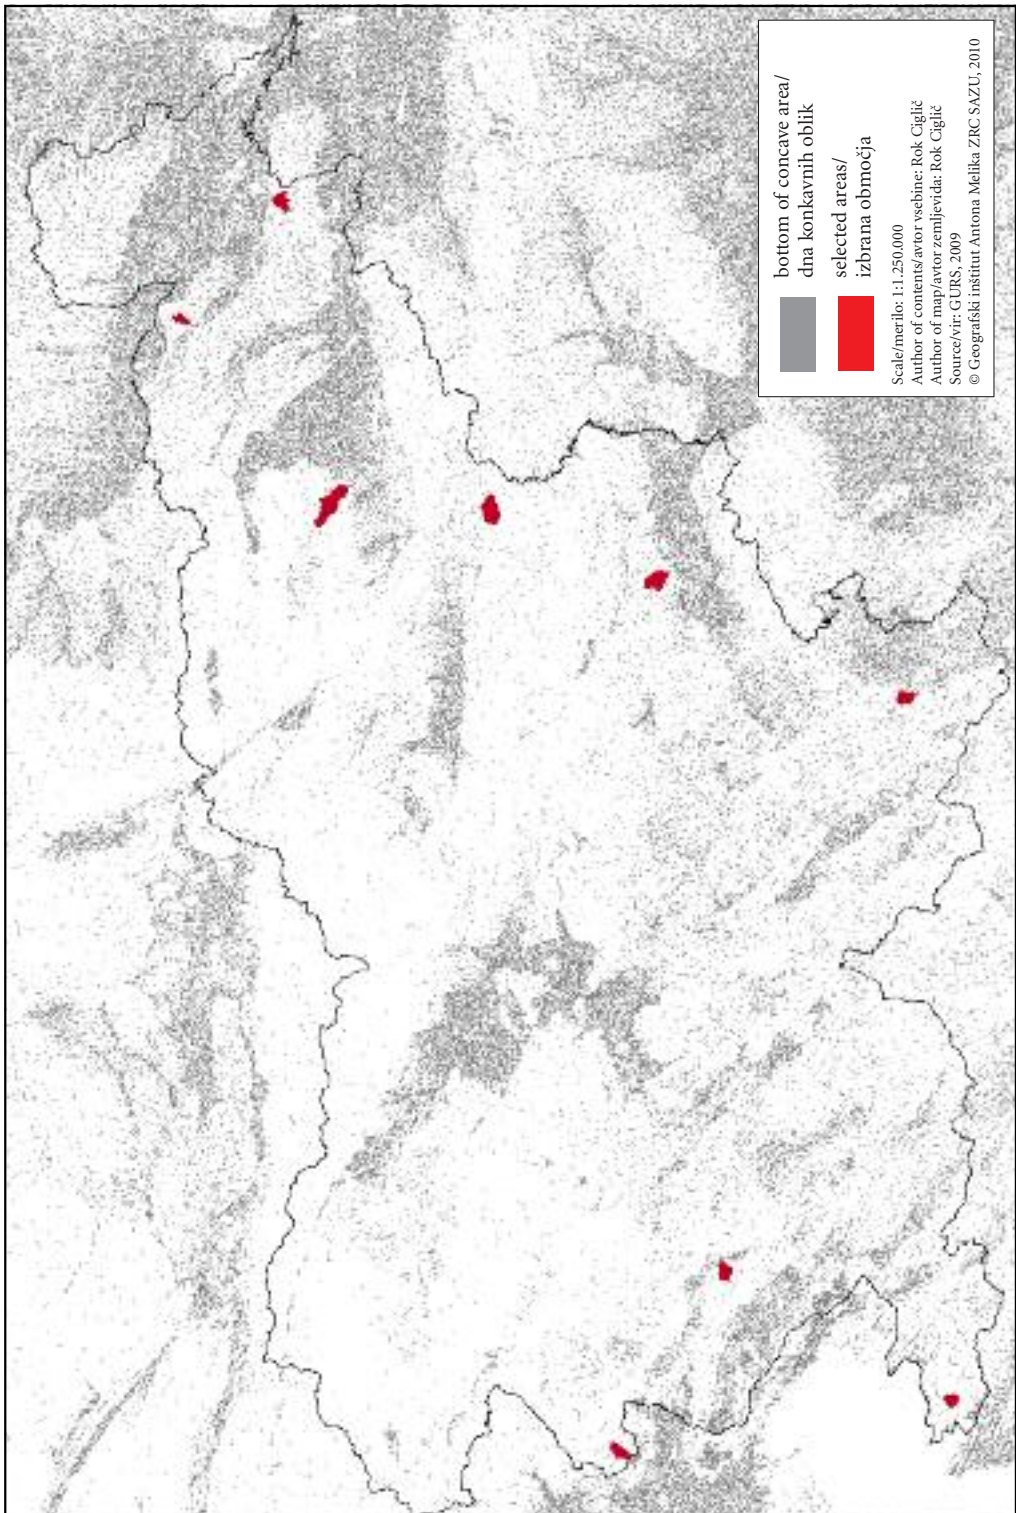 bottom of concave area/
dna konkavnih oblik
selected areas/
izbrana območja
Scale/merilo: 1:1.250.000
Author of contents/avtor vsebine: Rok Ciglič
Author of map/avtor zemljevida: Rok Ciglič
Source/vir: GURS, 2009
© Geografski inštitut Antona Melika ZRC SAZU, 2010